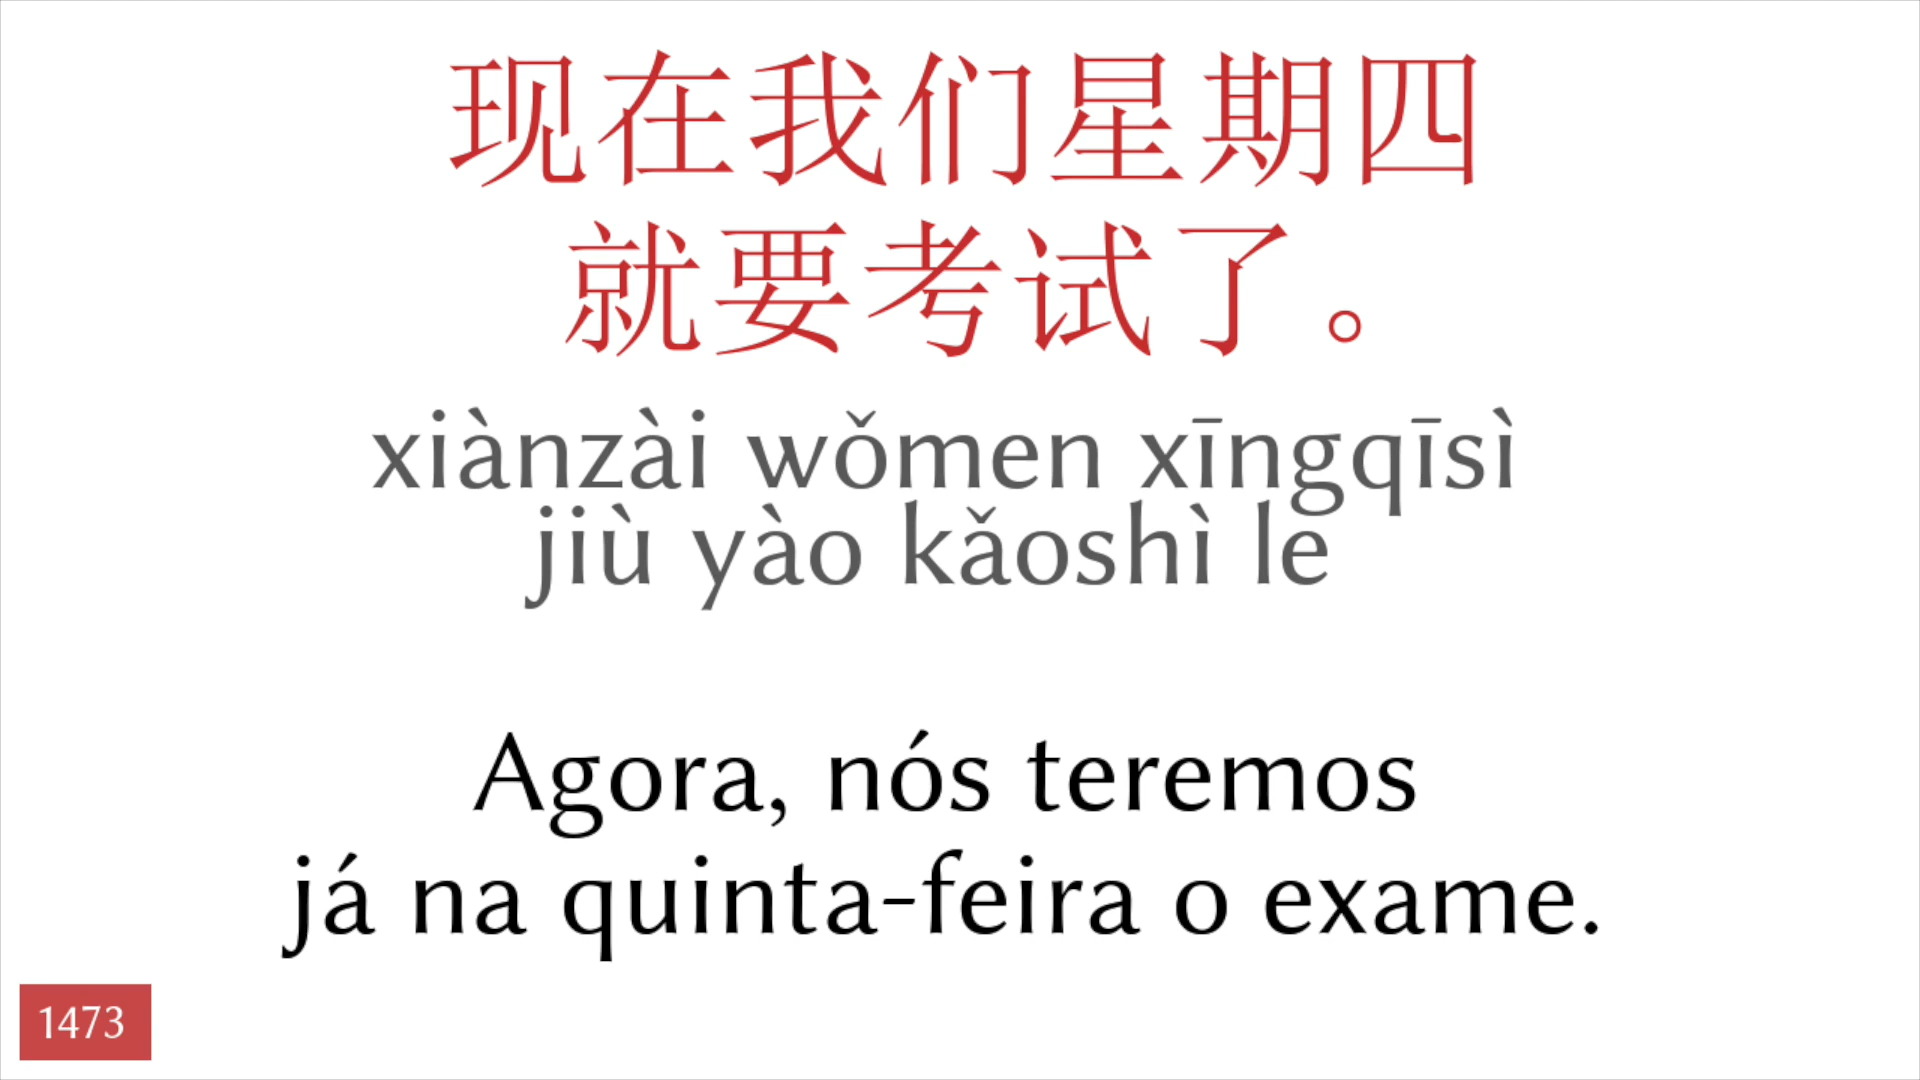 现在我们星期四
就要考试了。
xiànzài wǒmen xīngqīsì
jiù yào kǎoshì le
Agora, nós teremos
já na quinta-feira o exame.
1473